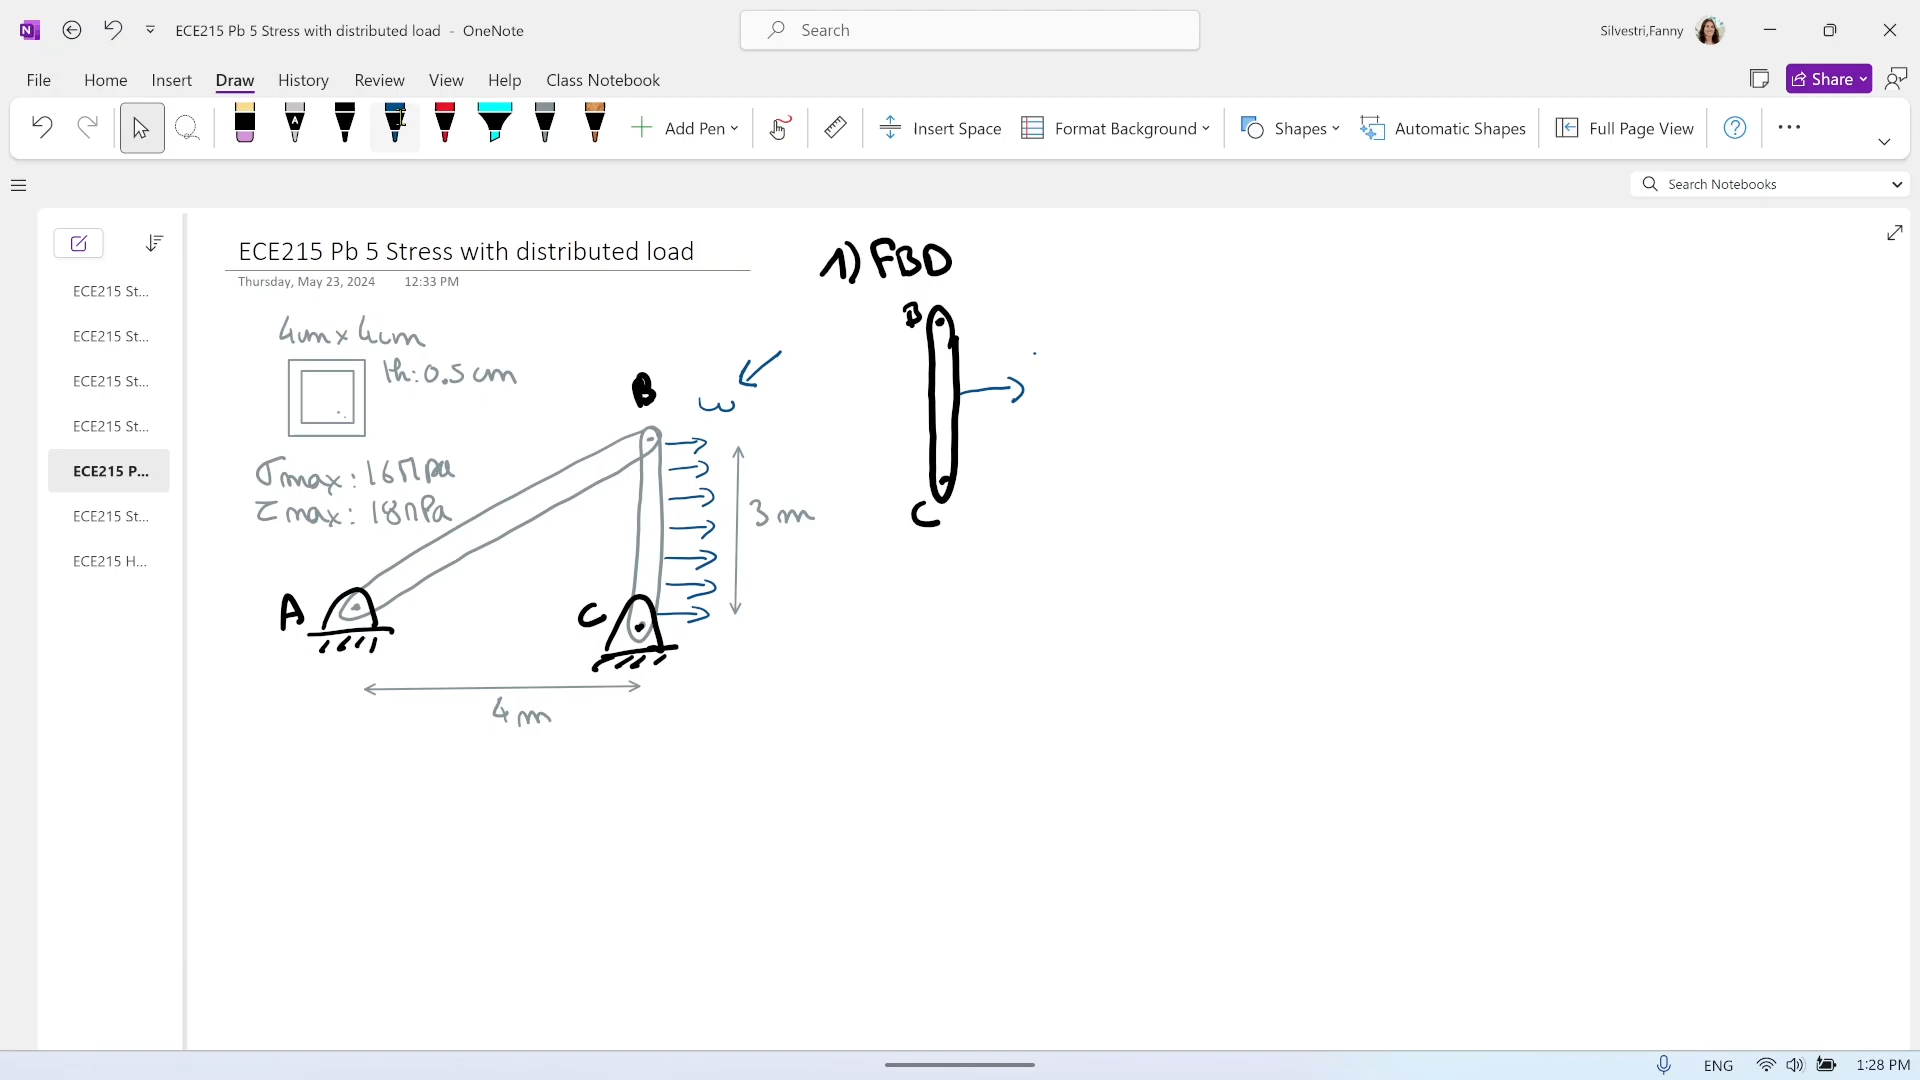 ECE215 Pb 5 Stress with distributed load - OneNote
Search
Silvestri,Fanny
File Home Insert Draw History Review View Help Class Notebook
Share
Add Pen
Insert Space
Format Background
Shapes
Automatic Shapes
Full Page View
Search Notebooks
ECE215 St...
ECE215 St...
ECE215 St...
ECE215 St...
ECE215 P...
ECE215 St...
ECE215 H...
ECE215 Pb 5 Stress with distributed load
Thursday, May 23, 2024 12:33 PM
4cm x 4cm
th: 0.5 cm
σmax: 16 MPa
τmax: 18 MPa
B
ω
3 m
A
C
4 m
1) FBD
B
C
ENG
1:28 PM